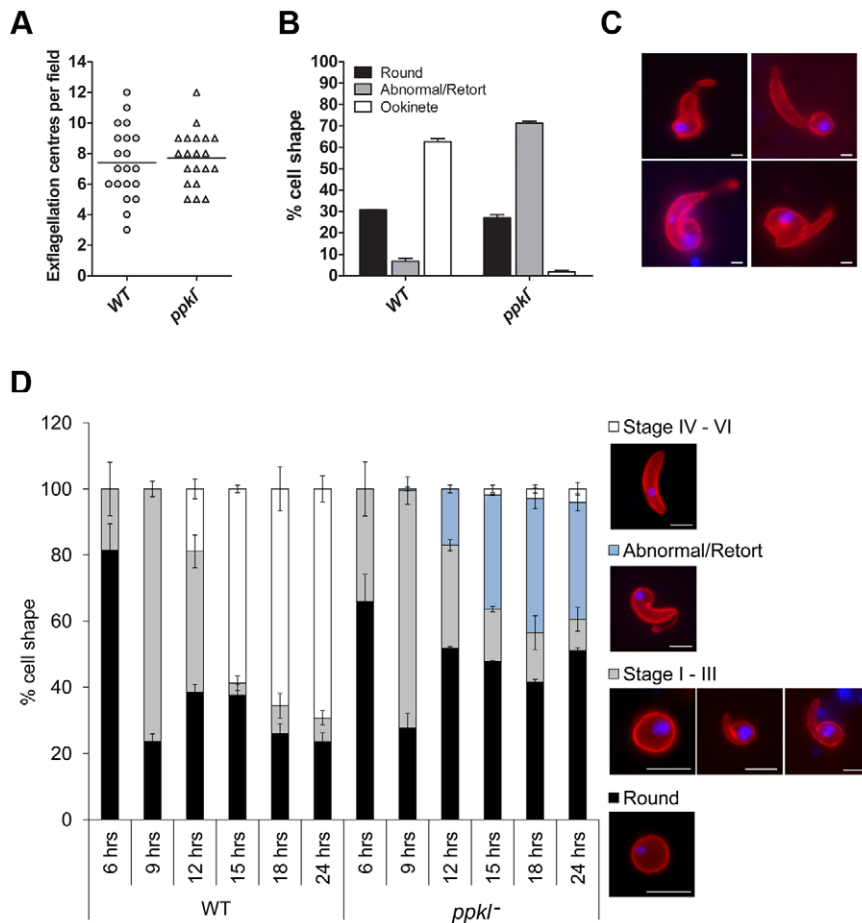 A
Exflagellation centres per field
14
12
10
8
6
4
2
0
WT
ppkl-
B
% cell shape
100
90
80
70
60
50
40
30
20
10
0
Round
Abnormal/Retort
Ookinete
WT
ppkl-
C
D
% cell shape
120
100
80
60
40
20
0
6 hrs
9 hrs
12 hrs
15 hrs
18 hrs
24 hrs
6 hrs
9 hrs
12 hrs
15 hrs
18 hrs
24 hrs
WT
ppkl-
Stage IV - VI
Abnormal/Retort
Stage I - III
Round